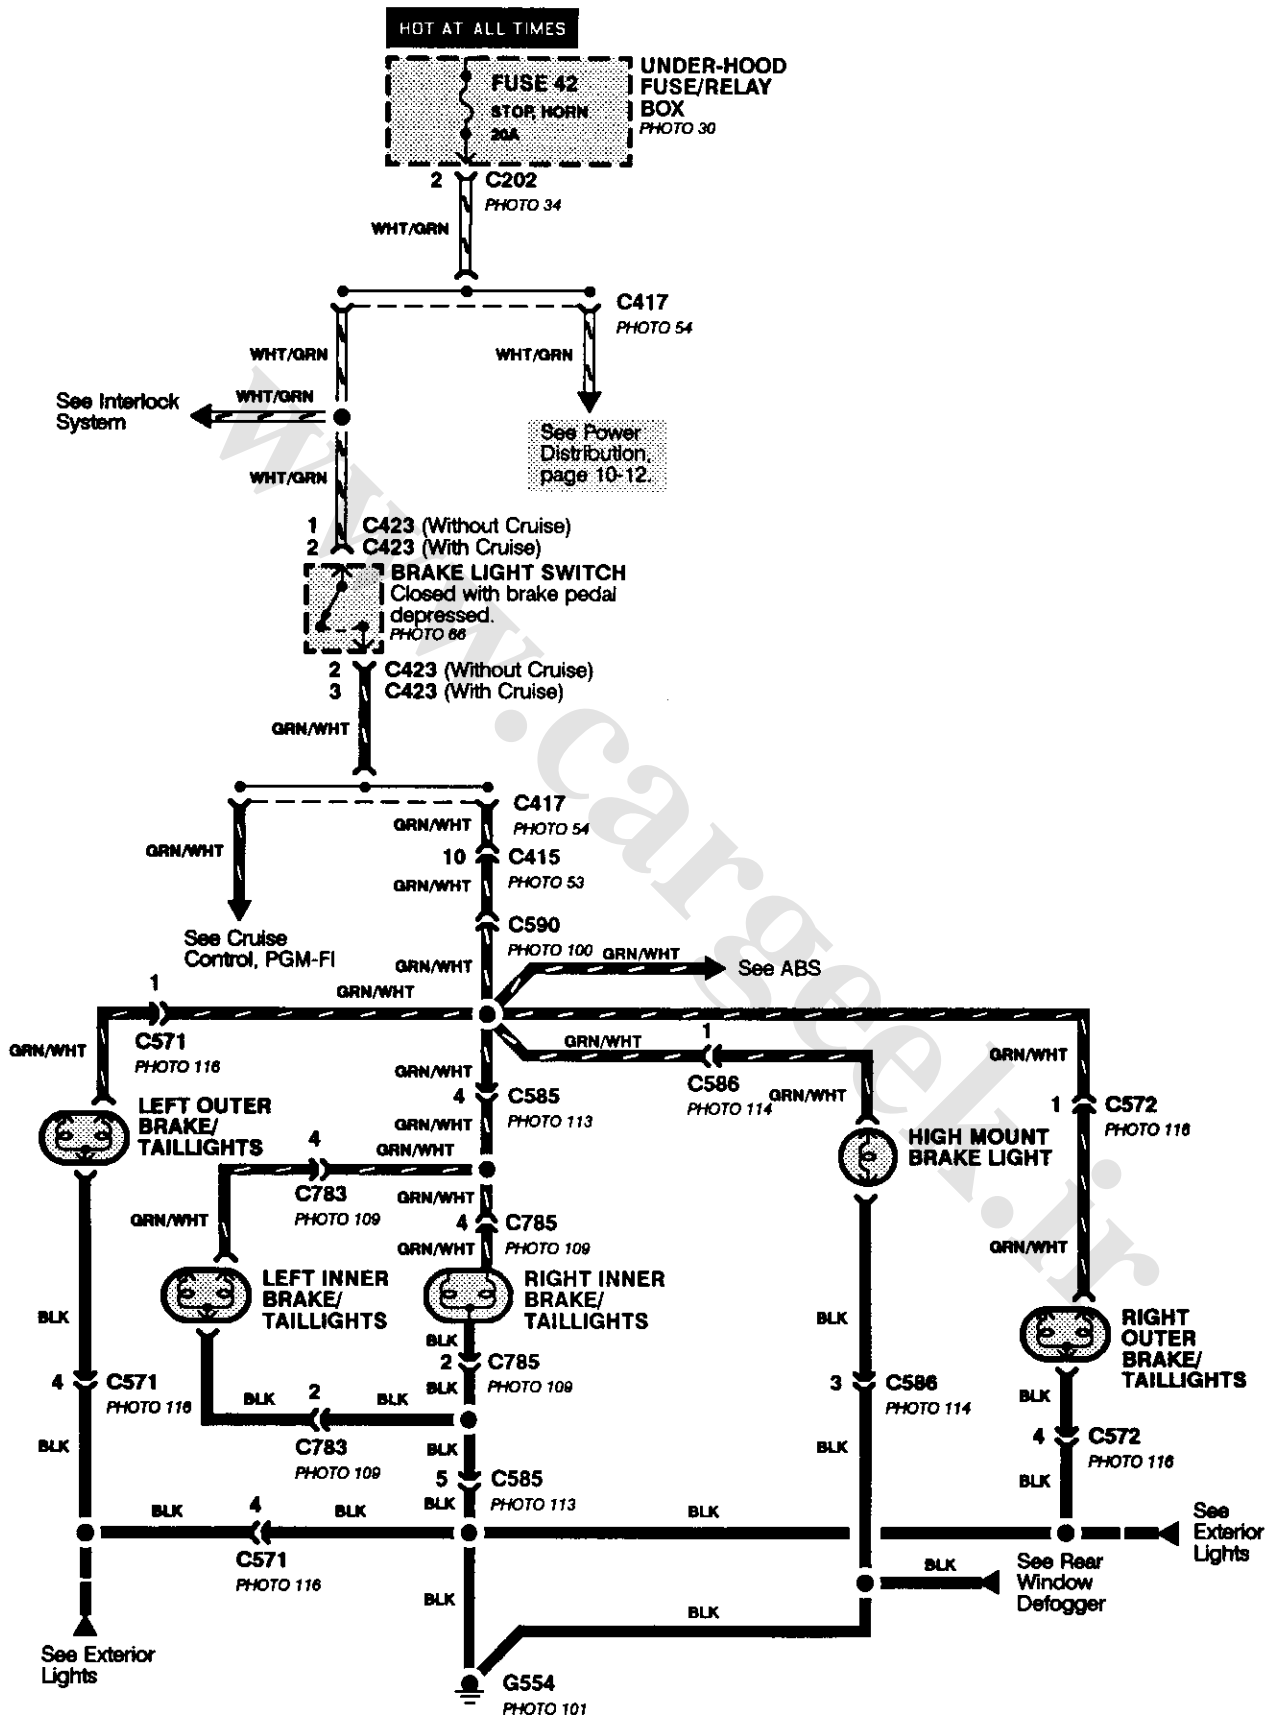 HOT AT ALL TIMES
FUSE 42
STOP, HORN
20A
UNDER-HOOD
FUSE/RELAY
BOX
PHOTO 30
2 C202
PHOTO 34
WHT/GRN
C417
PHOTO 54
WHT/GRN
WHT/GRN
WHT/GRN
See Interlock
System
See Power
Distribution,
page 10-12.
WHT/GRN
1 C423 (Without Cruise)
2 C423 (With Cruise)
BRAKE LIGHT SWITCH
Closed with brake pedal
depressed.
PHOTO 66
2 C423 (Without Cruise)
3 C423 (With Cruise)
GRN/WHT
C417
PHOTO 54
GRN/WHT
GRN/WHT
10 C415
PHOTO 53
GRN/WHT
C590
PHOTO 100
See Cruise
Control, PGM-FI
GRN/WHT
GRN/WHT
See ABS
1
GRN/WHT
C571
PHOTO 116
GRN/WHT
GRN/WHT
1
C586
PHOTO 114
GRN/WHT
GRN/WHT
GRN/WHT
4 C585
PHOTO 113
1 C572
PHOTO 116
LEFT OUTER
BRAKE/
TAILLIGHTS
GRN/WHT
4
GRN/WHT
C783
PHOTO 109
HIGH MOUNT
BRAKE LIGHT
GRN/WHT
GRN/WHT
4 C785
PHOTO 109
GRN/WHT
GRN/WHT
LEFT INNER
BRAKE/
TAILLIGHTS
RIGHT INNER
BRAKE/
TAILLIGHTS
BLK
BLK
BLK
RIGHT
OUTER
BRAKE/
TAILLIGHTS
2 C785
PHOTO 109
4 C571
PHOTO 116
3 C586
PHOTO 114
BLK
2
BLK
BLK
BLK
C783
PHOTO 109
4 C572
PHOTO 116
BLK
BLK
BLK
5 C585
PHOTO 113
BLK
BLK
4
BLK
BLK
C571
PHOTO 116
BLK
See
Exterior
Lights
BLK
See Rear
Window
Defogger
BLK
BLK
See Exterior
Lights
G554
PHOTO 101
www.cargeek.ir